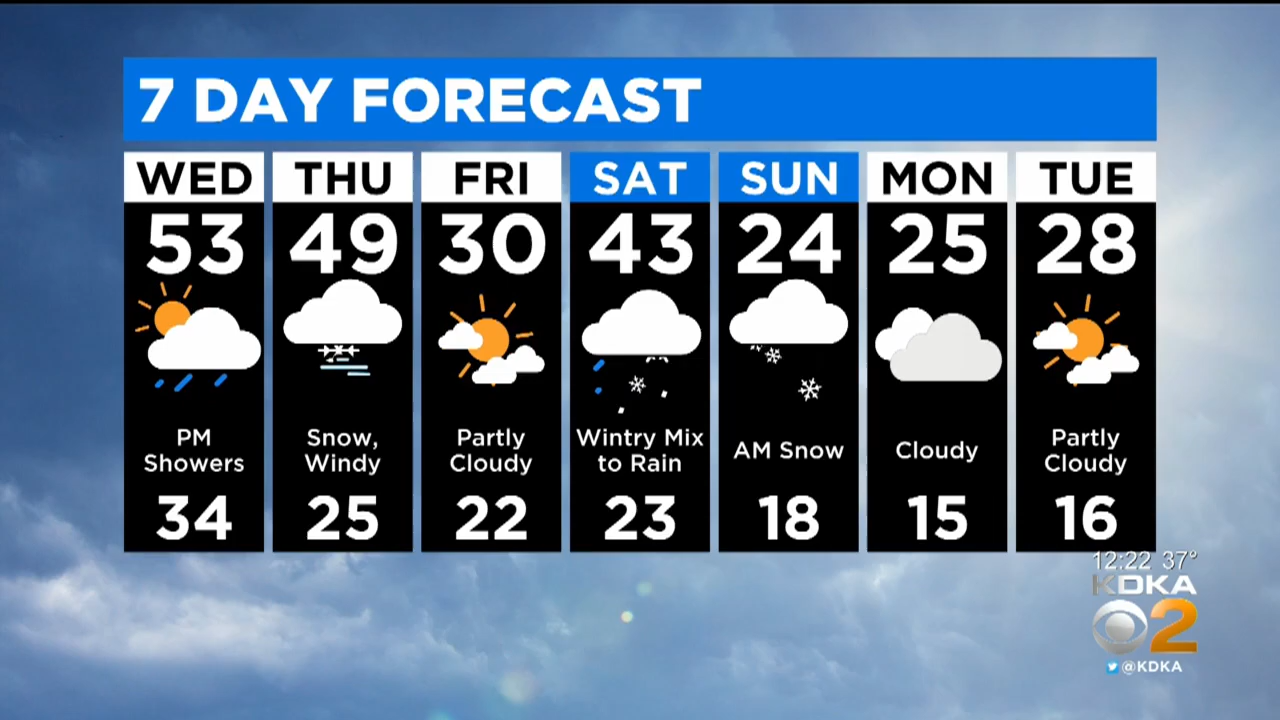 7 DAY FORECAST
WED THU FRI SAT SUN MON TUE
53 49 30 43 24 25 28
PM Showers
Snow, Windy
Partly Cloudy
Wintry Mix to Rain
AM Snow
Cloudy
Partly Cloudy
34 25 22 23 18 15 16
12:22 37°
KDKA
2
@KDKA